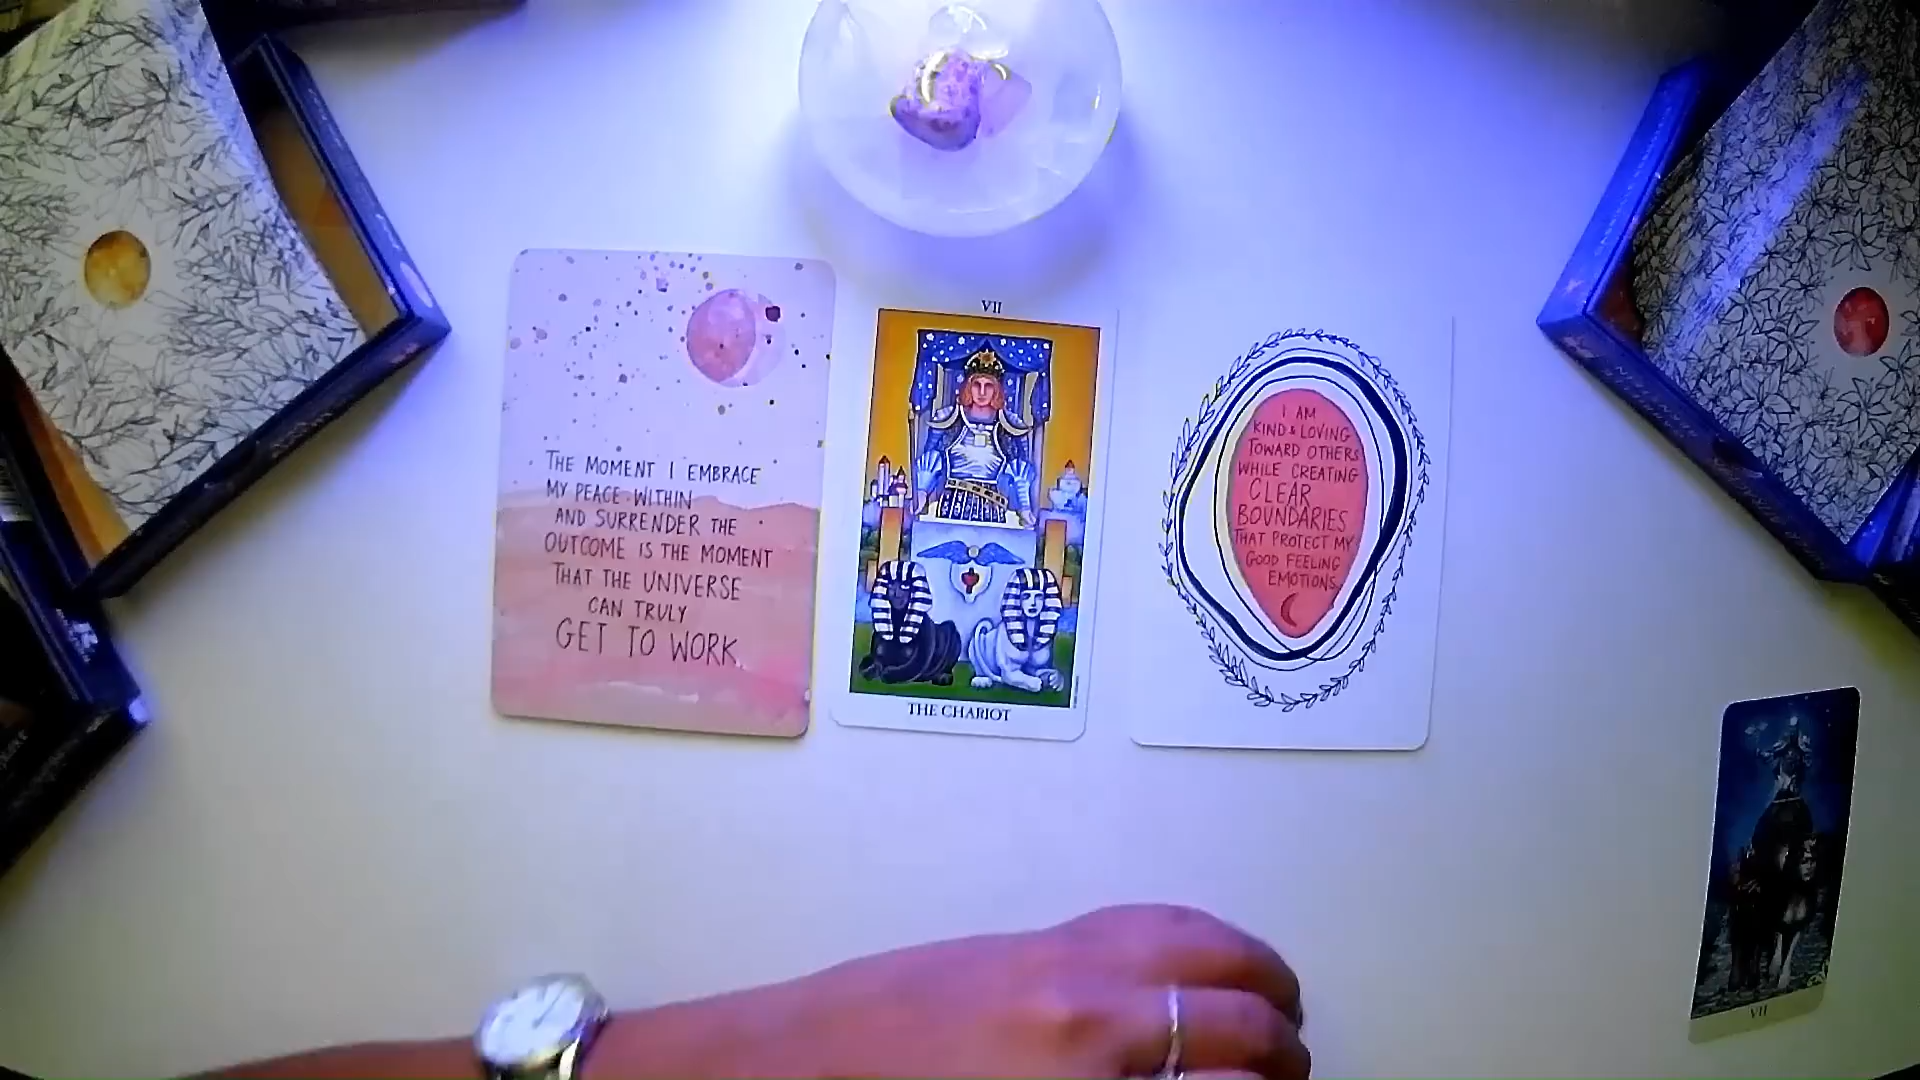 THE MOMENT I EMBRACE
MY PEACE WITHIN
AND SURRENDER THE
OUTCOME IS THE MOMENT
THAT THE UNIVERSE
CAN TRULY
GET TO WORK
VII
THE CHARIOT
I AM
KIND & LOVING
TOWARD OTHERS
WHILE CREATING
CLEAR
BOUNDARIES
THAT PROTECT MY
GOOD FEELING
EMOTIONS.
VII